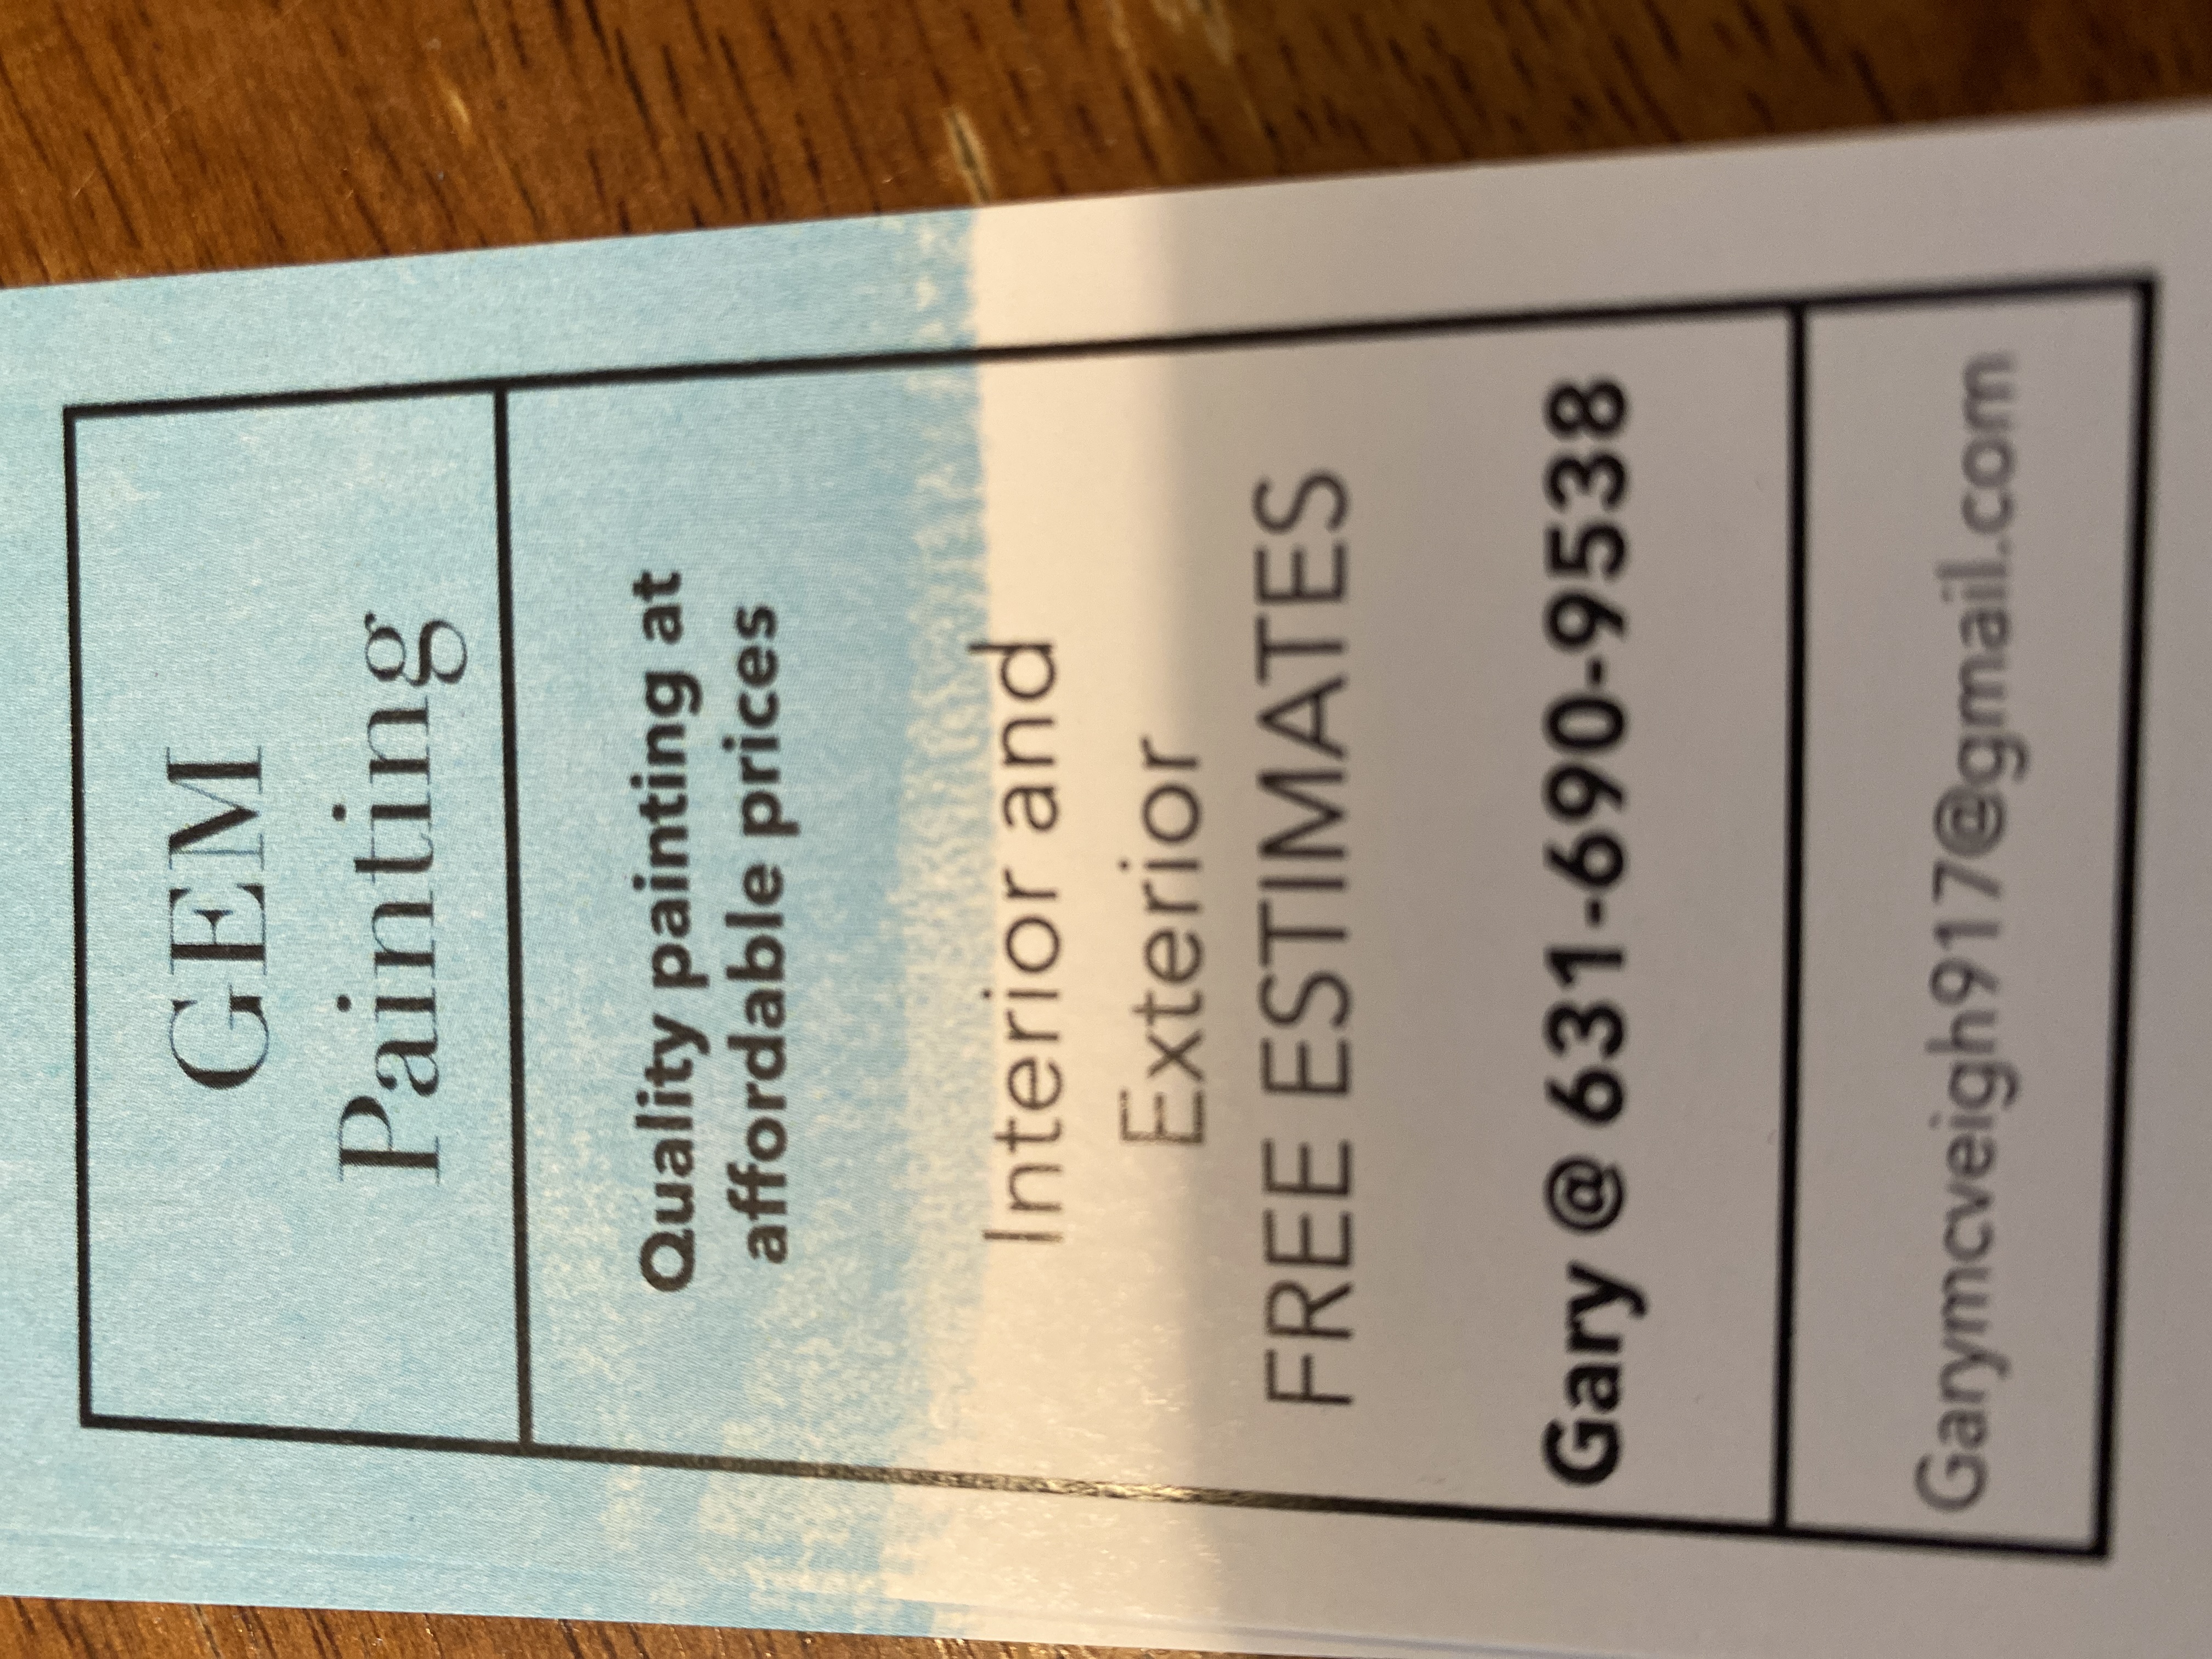 GEM
Painting
Quality painting at
affordable prices
Interior and
Exterior
FREE ESTIMATES
Gary @ 631-690-9538
Garymcveigh917@gmail.com